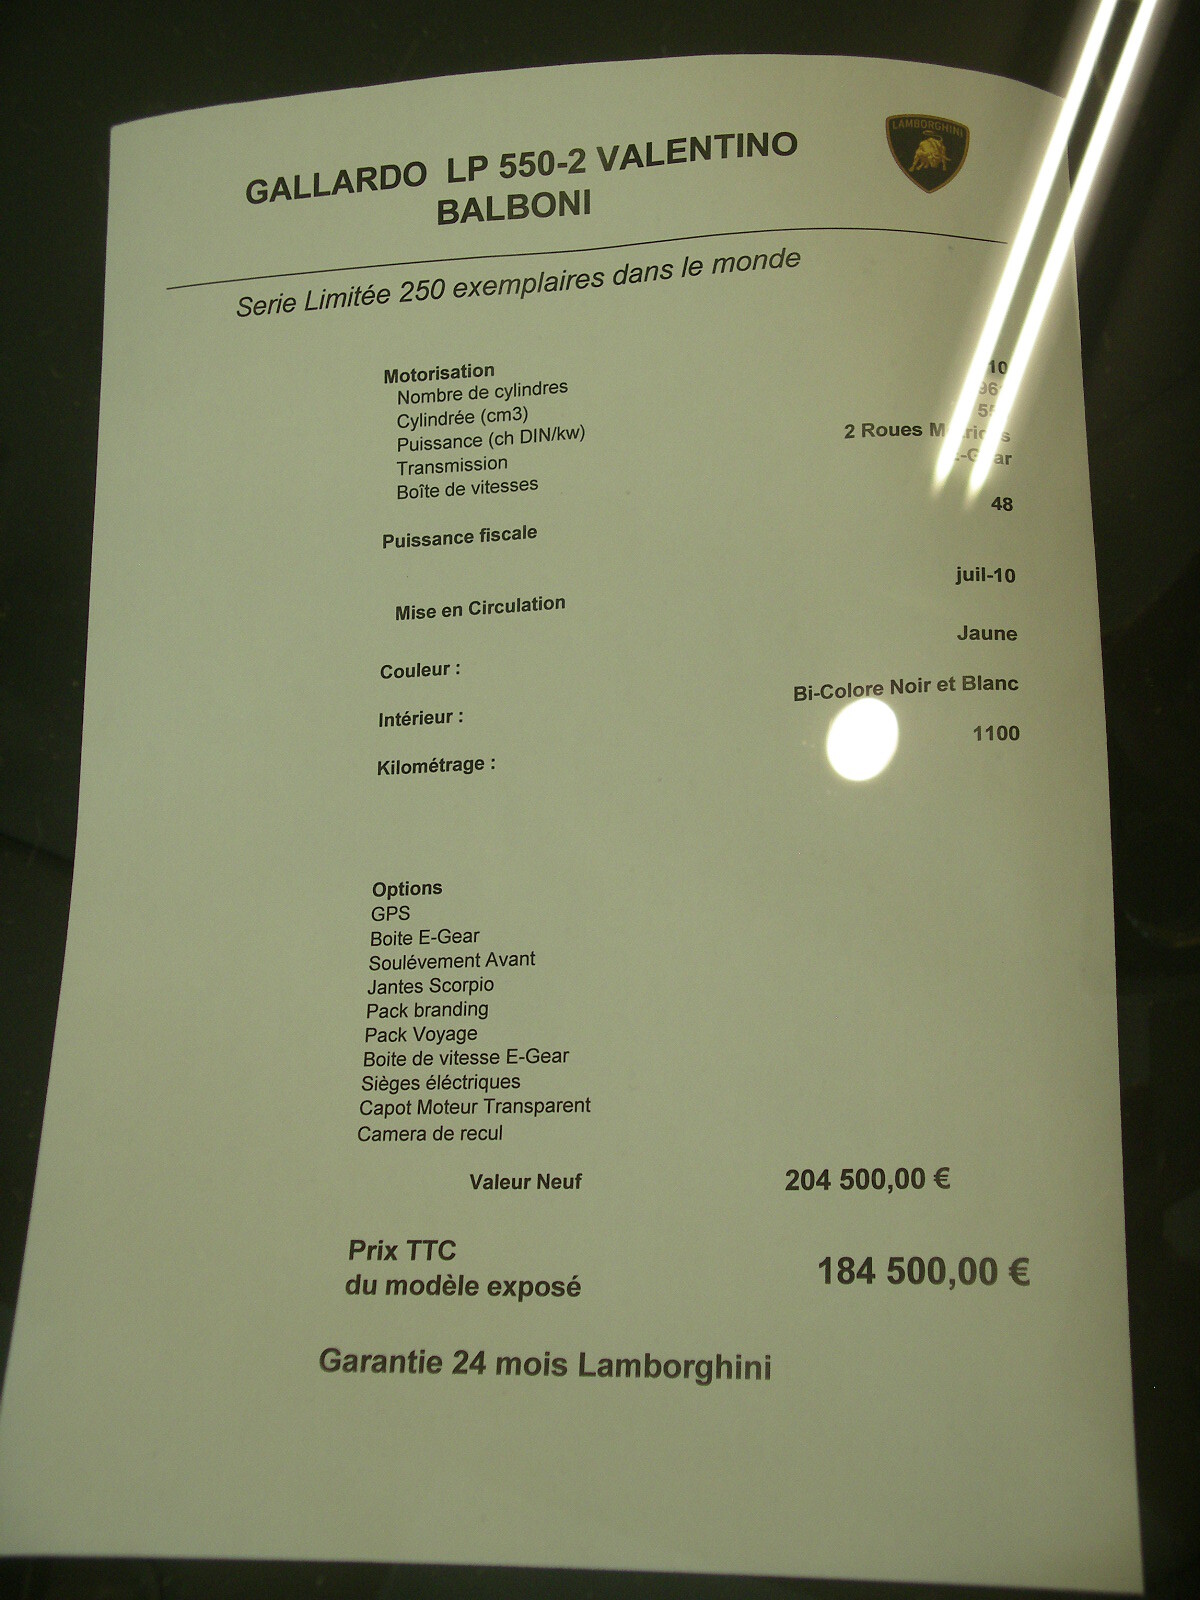 LAMBORGHINI
GALLARDO LP 550-2 VALENTINO
BALBONI
Serie Limitée 250 exemplaires dans le monde
Motorisation
Nombre de cylindres 10
Cylindrée (cm3)
Puissance (ch DIN/kw)
Transmission 2 Roues
Boîte de vitesses
Puissance fiscale 48
Mise en Circulation juil-10
Couleur : Jaune
Intérieur : Bi-Colore Noir et Blanc
Kilométrage : 1100
Options
GPS
Boite E-Gear
Soulévement Avant
Jantes Scorpio
Pack branding
Pack Voyage
Boite de vitesse E-Gear
Sièges éléctriques
Capot Moteur Transparent
Camera de recul
Valeur Neuf 204 500,00 €
Prix TTC
du modèle exposé 184 500,00 €
Garantie 24 mois Lamborghini